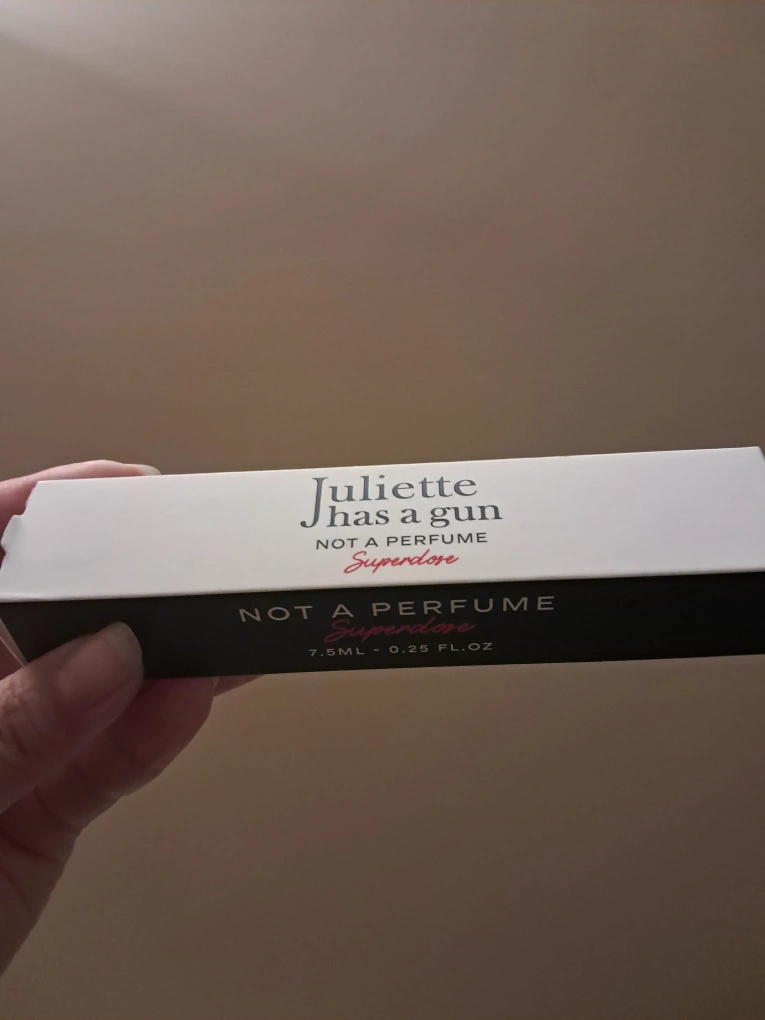 Juliette
has a gun
NOT A PERFUME
Superdose
NOT A PERFUME
Superdose
7.5ML - 0.25 FL.OZ